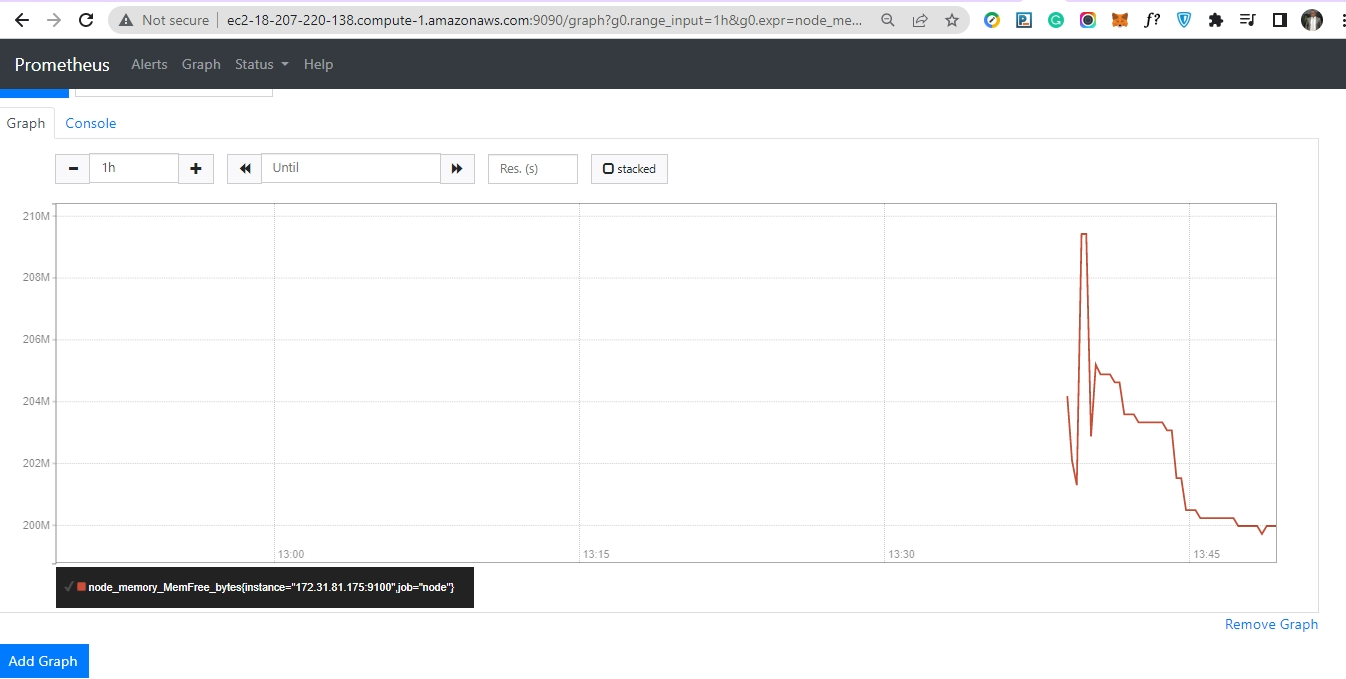 Not secure | ec2-18-207-220-138.compute-1.amazonaws.com:9090/graph?g0.range_input=1h&g0.expr=node_me...
Prometheus Alerts Graph Status Help
Graph Console
1h Until Res. (s) stacked
210M
208M
206M
204M
202M
200M
13:00 13:15 13:30 13:45
node_memory_MemFree_bytes{instance="172.31.81.175:9100",job="node"}
Remove Graph
Add Graph